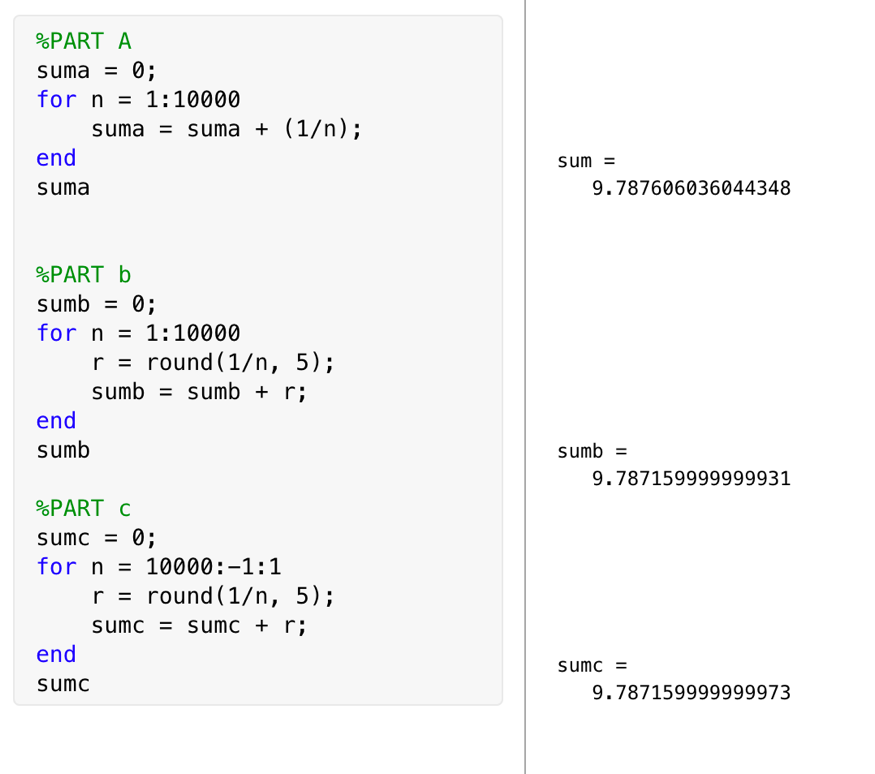 %PART A
suma = 0;
for n = 1:10000
    suma = suma + (1/n);
end
suma
sum =
   9.787606036044348
%PART b
sumb = 0;
for n = 1:10000
    r = round(1/n, 5);
    sumb = sumb + r;
end
sumb
sumb =
   9.787159999999931
%PART c
sumc = 0;
for n = 10000:-1:1
    r = round(1/n, 5);
    sumc = sumc + r;
end
sumc
sumc =
   9.787159999999973